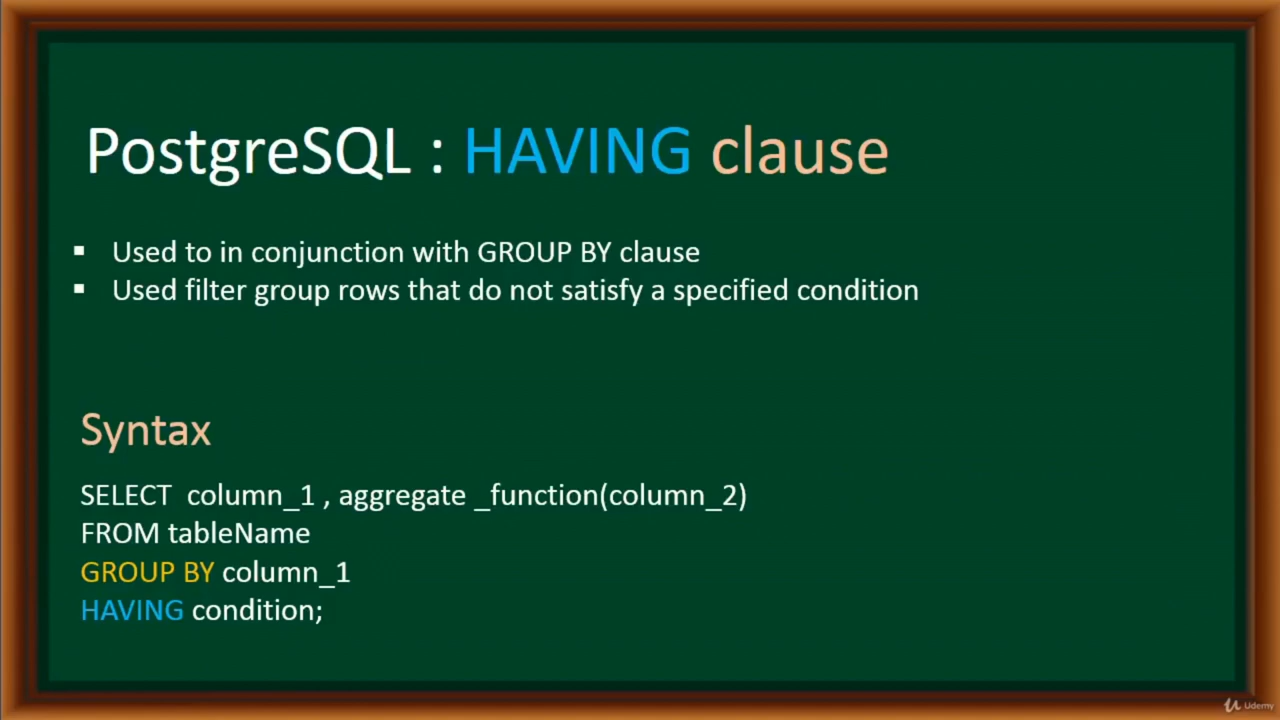 PostgreSQL : HAVING clause
▪ Used to in conjunction with GROUP BY clause
▪ Used filter group rows that do not satisfy a specified condition
Syntax
SELECT column_1 , aggregate _function(column_2)
FROM tableName
GROUP BY column_1
HAVING condition;
Udemy